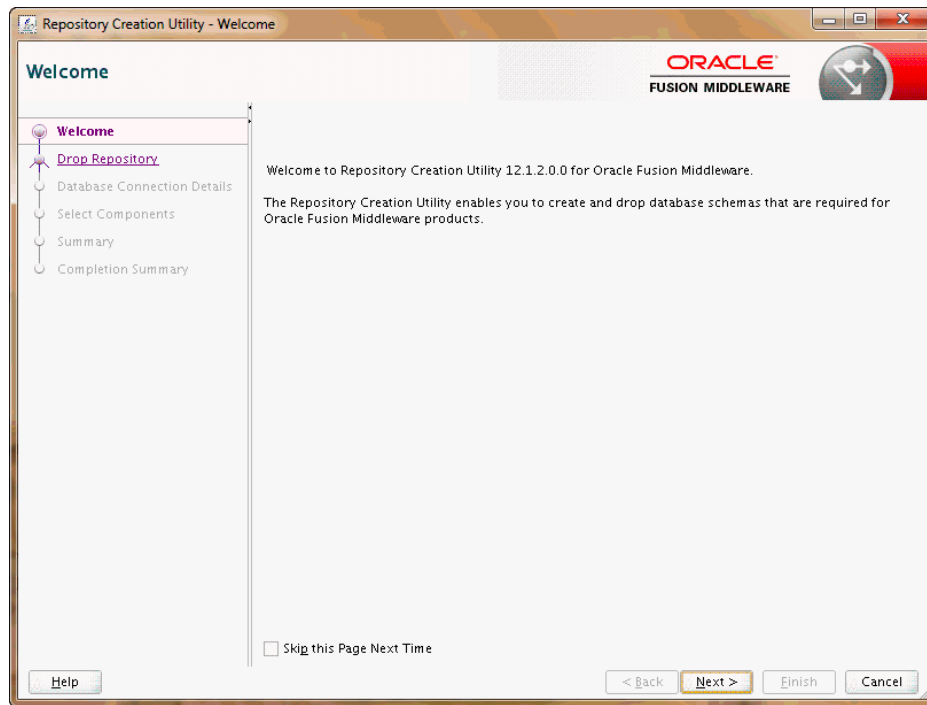 Repository Creation Utility - Welcome
Welcome
ORACLE
FUSION MIDDLEWARE
Welcome
Drop Repository
Database Connection Details
Select Components
Summary
Completion Summary
Welcome to Repository Creation Utility 12.1.2.0.0 for Oracle Fusion Middleware.
The Repository Creation Utility enables you to create and drop database schemas that are required for
Oracle Fusion Middleware products.
Skip this Page Next Time
Help
< Back
Next >
Finish
Cancel